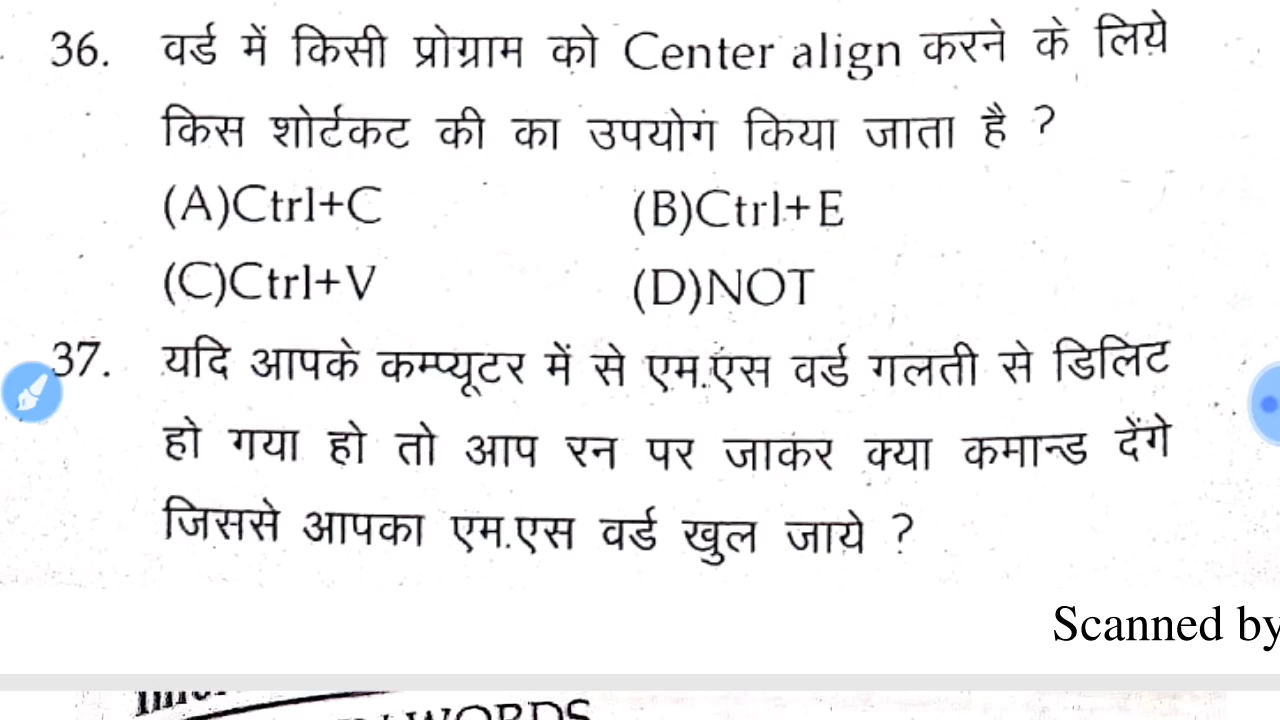 36. वर्ड में किसी प्रोग्राम को Center align करने के लिये
किस शोर्टकट की का उपयोग किया जाता है ?
(A)Ctrl+C (B)Ctrl+E
(C)Ctrl+V (D)NOT
37. यदि आपके कम्प्यूटर में से एम.एस वर्ड गलती से डिलिट
हो गया हो तो आप रन पर जाकर क्या कमान्ड देंगे
जिससे आपका एम.एस वर्ड खुल जाये ?
Scanned by
WORDS